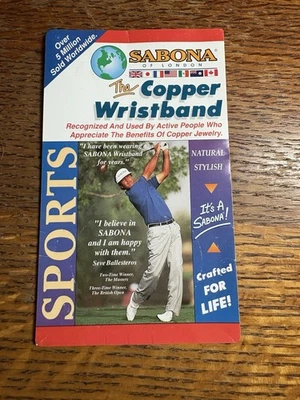 Over
5 Million
Sold Worldwide.
SABONA
OF LONDON
The Copper
Wristband
Recognized And Used By Active People Who
Appreciate The Benefits Of Copper Jewelry.
SPORTS
"I have been wearing
SABONA Wristband
for years."
"I believe in
SABONA
and I am happy
with them."
Seve Ballesteros
Two-Time Winner,
The Masters
Three-Time Winner,
The British Open
NATURAL
STYLISH
It's A
SABONA!
Crafted
FOR
LIFE!